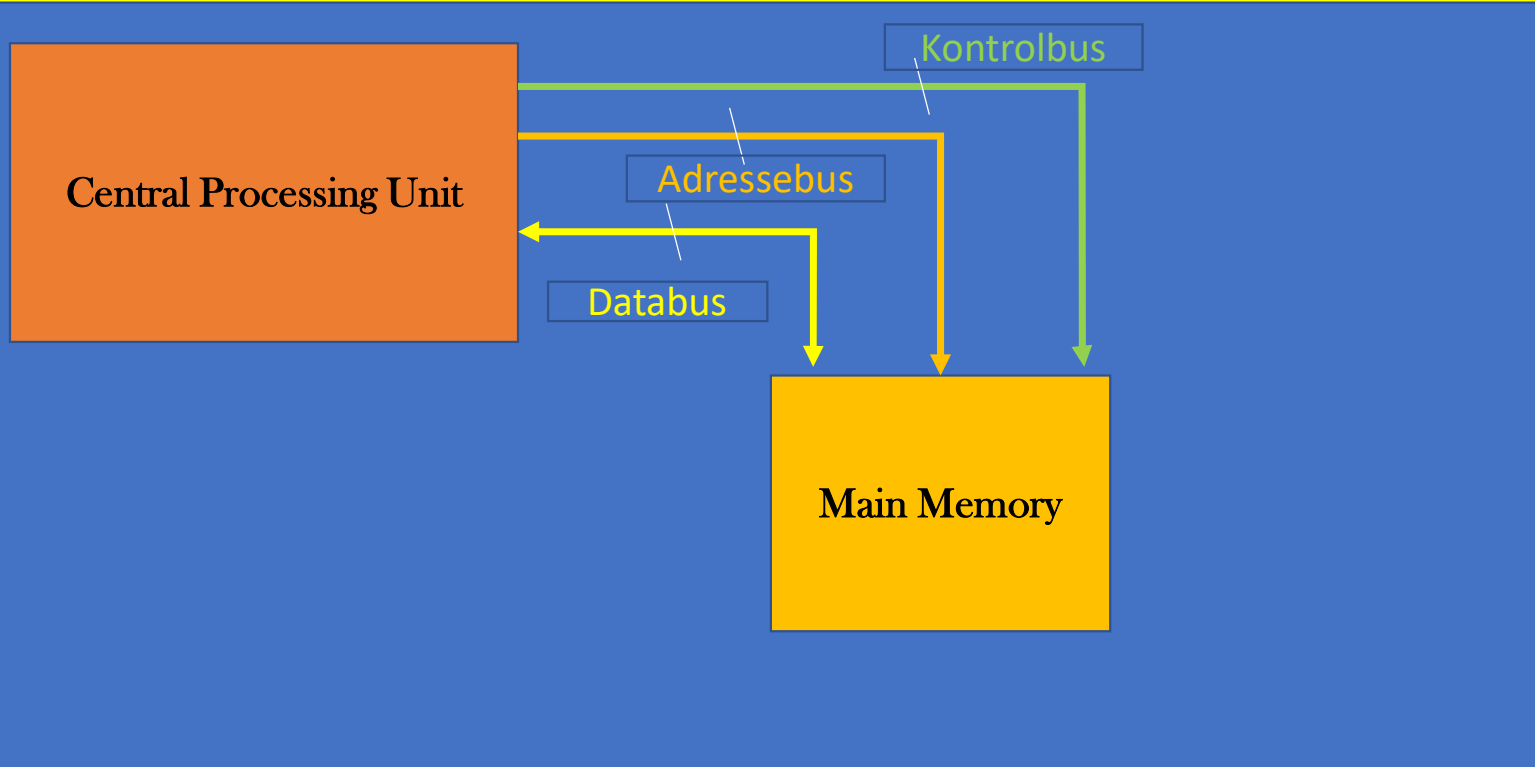 Kontrolbus
Central Processing Unit
Adressebus
Databus
Main Memory